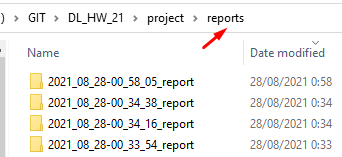 > GIT > DL_HW_21 > project > reports
Name Date modified
2021_08_28-00_58_05_report 28/08/2021 0:58
2021_08_28-00_34_38_report 28/08/2021 0:34
2021_08_28-00_34_16_report 28/08/2021 0:34
2021_08_28-00_33_54_report 28/08/2021 0:33